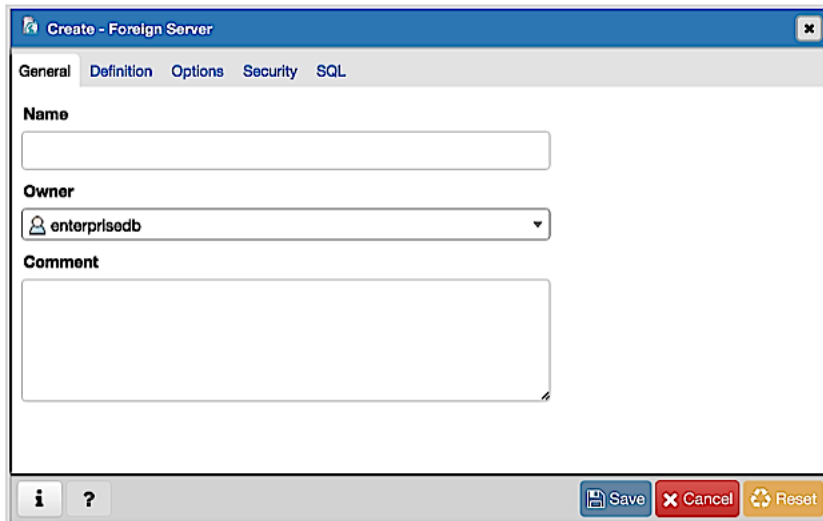 Create - Foreign Server
General Definition Options Security SQL
Name
Owner
enterprisedb
Comment
i ? Save Cancel Reset